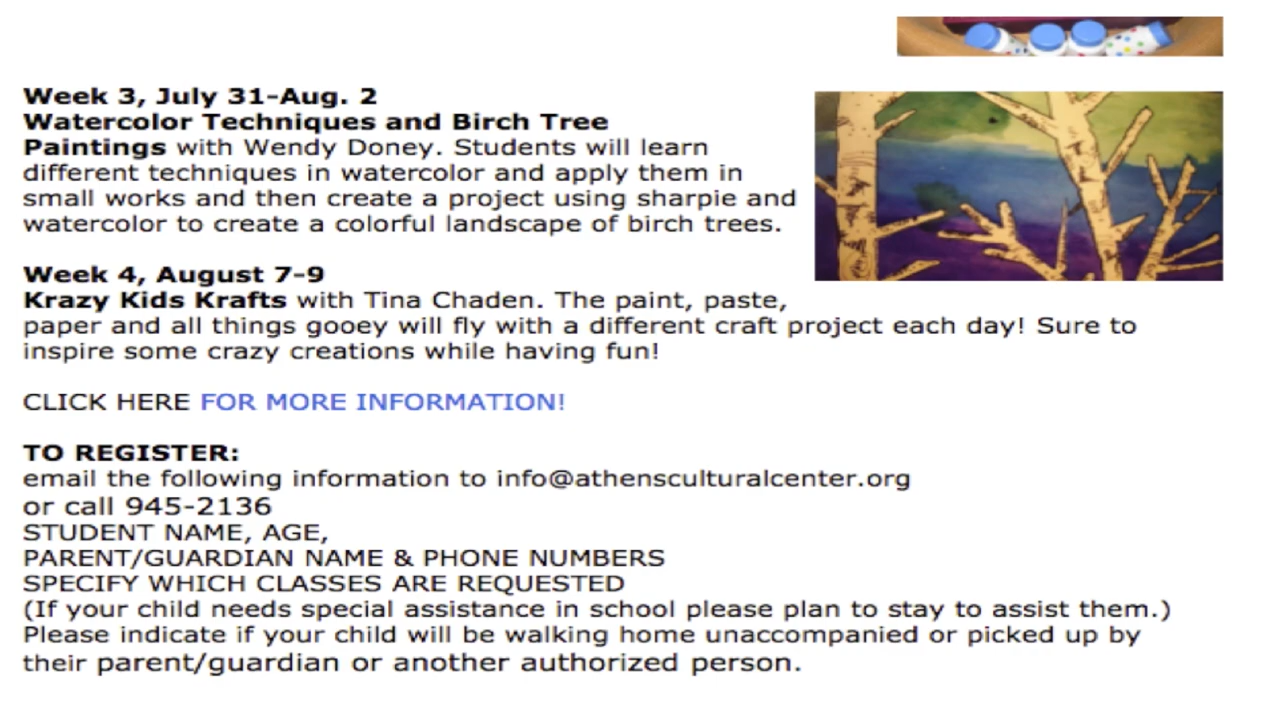 Week 3, July 31-Aug. 2
Watercolor Techniques and Birch Tree
Paintings with Wendy Doney. Students will learn
different techniques in watercolor and apply them in
small works and then create a project using sharpie and
watercolor to create a colorful landscape of birch trees.
Week 4, August 7-9
Krazy Kids Krafts with Tina Chaden. The paint, paste,
paper and all things gooey will fly with a different craft project each day! Sure to
inspire some crazy creations while having fun!
CLICK HERE FOR MORE INFORMATION!
TO REGISTER:
email the following information to info@athensculturalcenter.org
or call 945-2136
STUDENT NAME, AGE,
PARENT/GUARDIAN NAME & PHONE NUMBERS
SPECIFY WHICH CLASSES ARE REQUESTED
(If your child needs special assistance in school please plan to stay to assist them.)
Please indicate if your child will be walking home unaccompanied or picked up by
their parent/guardian or another authorized person.